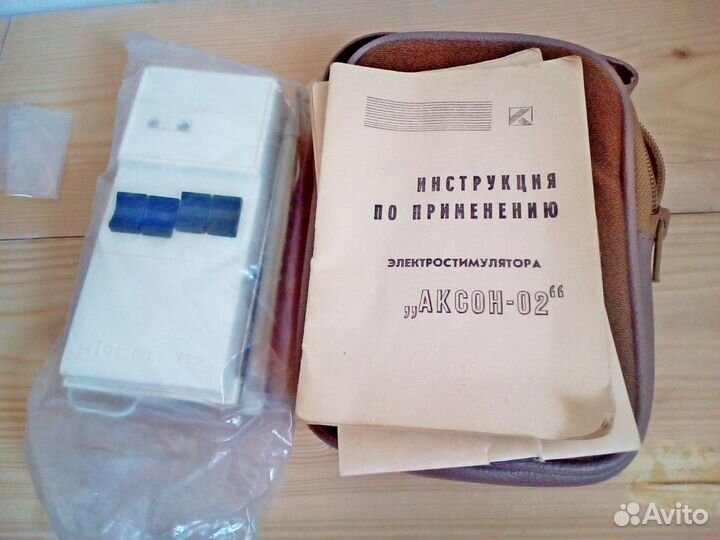 ИНСТРУКЦИЯ
ПО ПРИМЕНЕНИЮ
ЭЛЕКТРОСТИМУЛЯТОРА
„АКСОН-02“
Avito